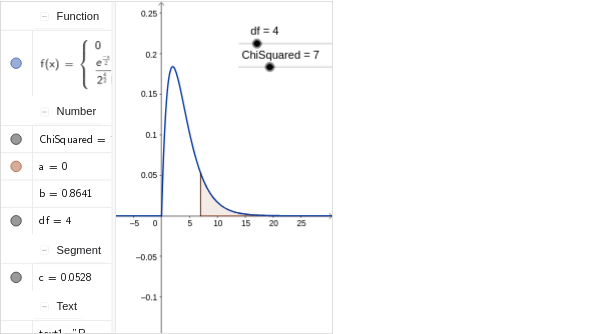 Function
f(x) = { 0
Number
ChiSquared =
a = 0
b = 0.8641
df = 4
Segment
c = 0.0528
Text
df = 4
ChiSquared = 7
0.25
0.2
0.15
0.1
0.05
−5 0 5 10 15 20 25 30
−0.05
−0.1